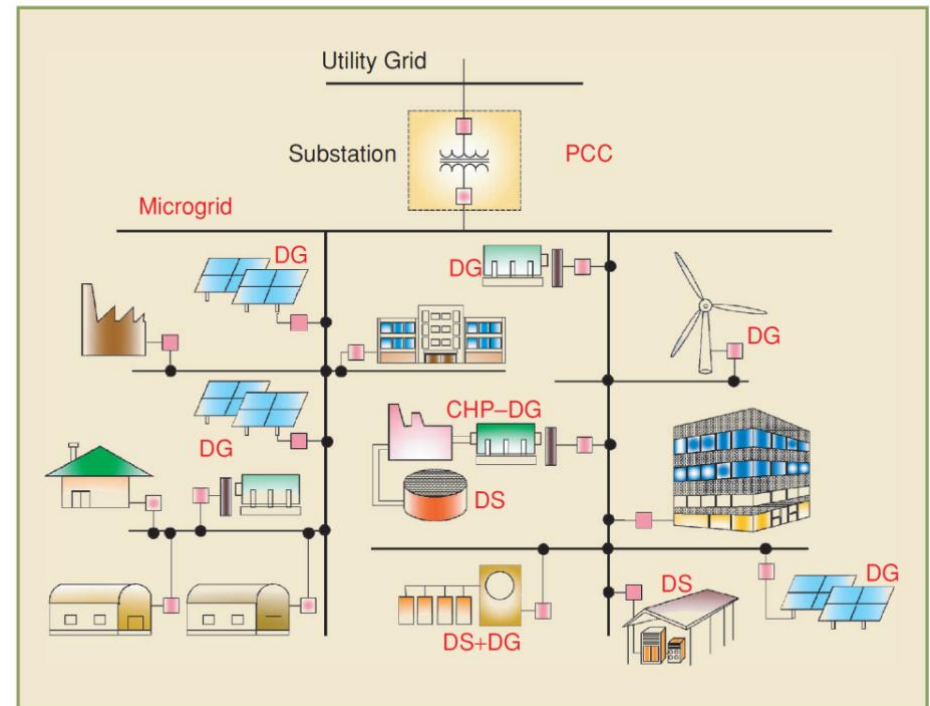 Utility Grid
Substation
PCC
Microgrid
DG
DG
DG
CHP–DG
DG
DS
DS
DG
DS+DG